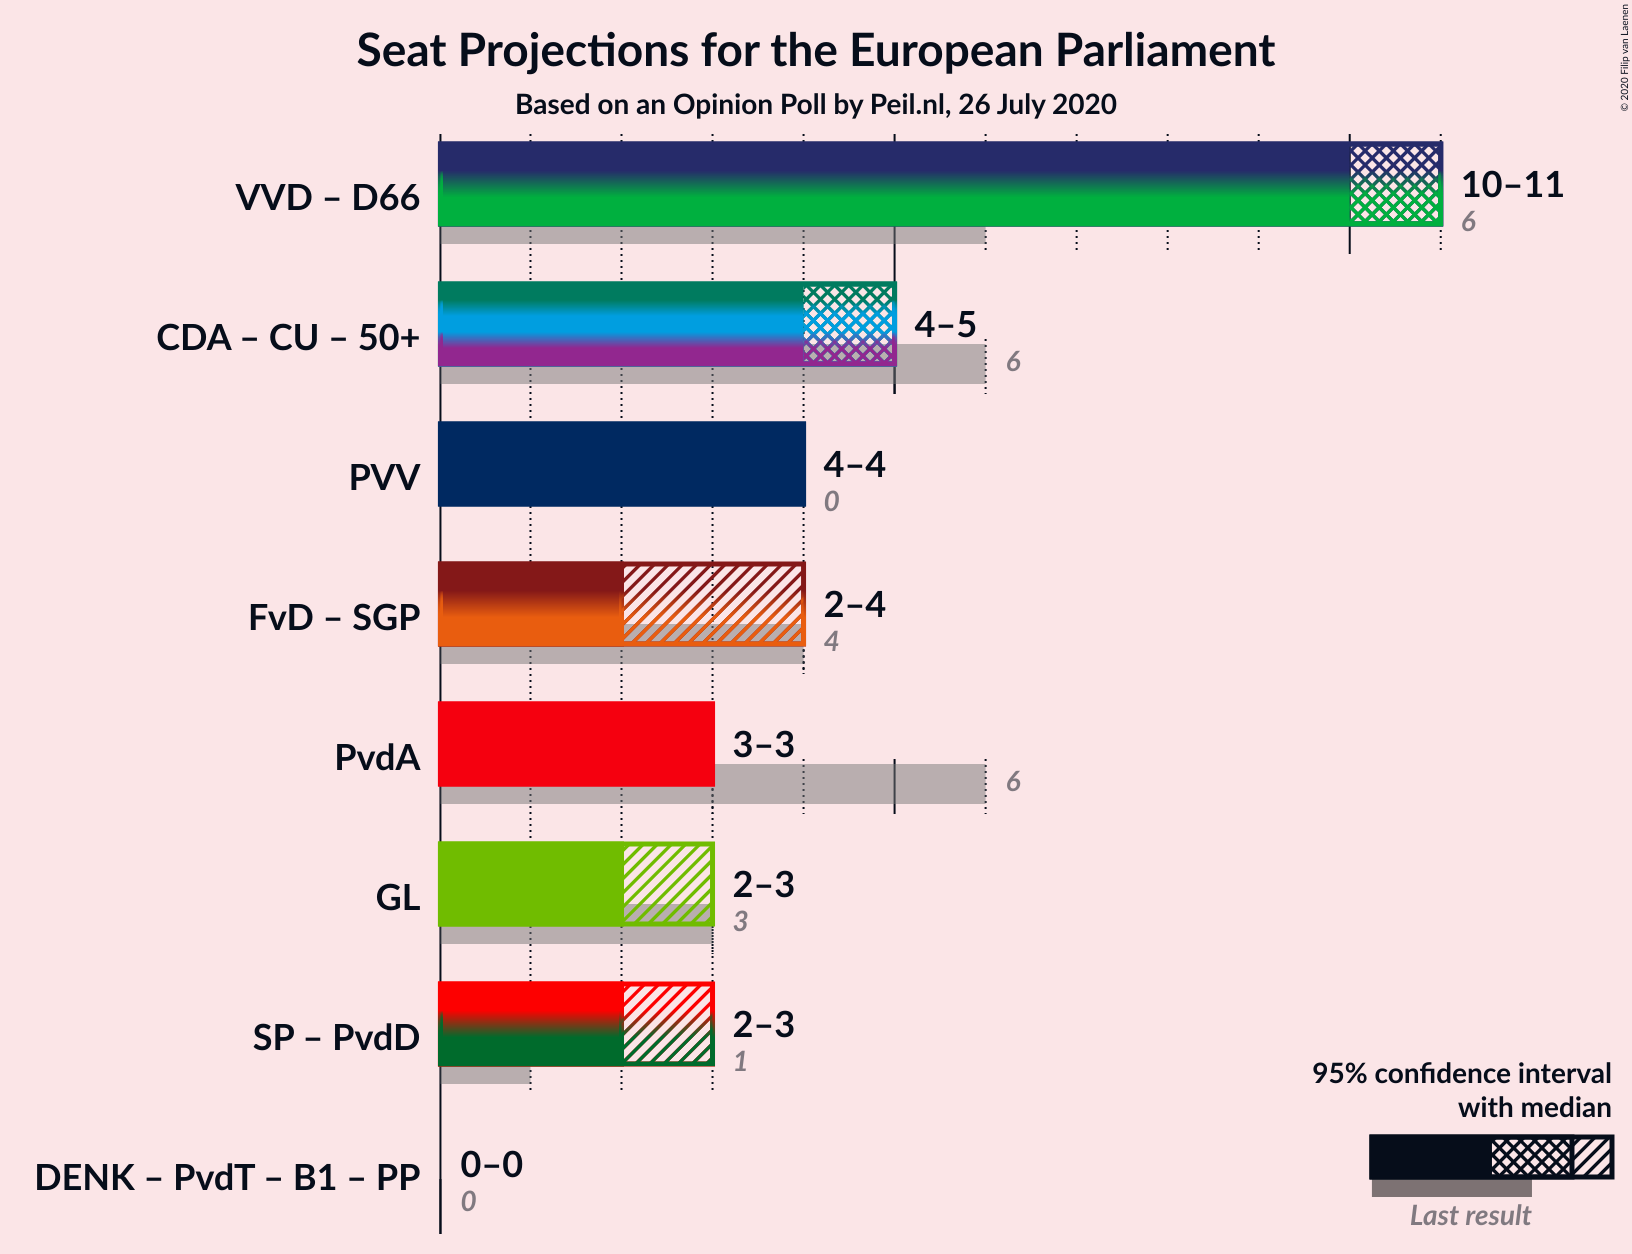 Seat Projections for the European Parliament
Based on an Opinion Poll by Peil.nl, 26 July 2020
© 2020 Filip van Laenen
VVD – D66
10–11
6
CDA – CU – 50+
4–5
6
PVV
4–4
0
FvD – SGP
2–4
4
PvdA
3–3
6
GL
2–3
3
SP – PvdD
2–3
1
DENK – PvdT – B1 – PP
0–0
0
95% confidence interval
with median
Last result